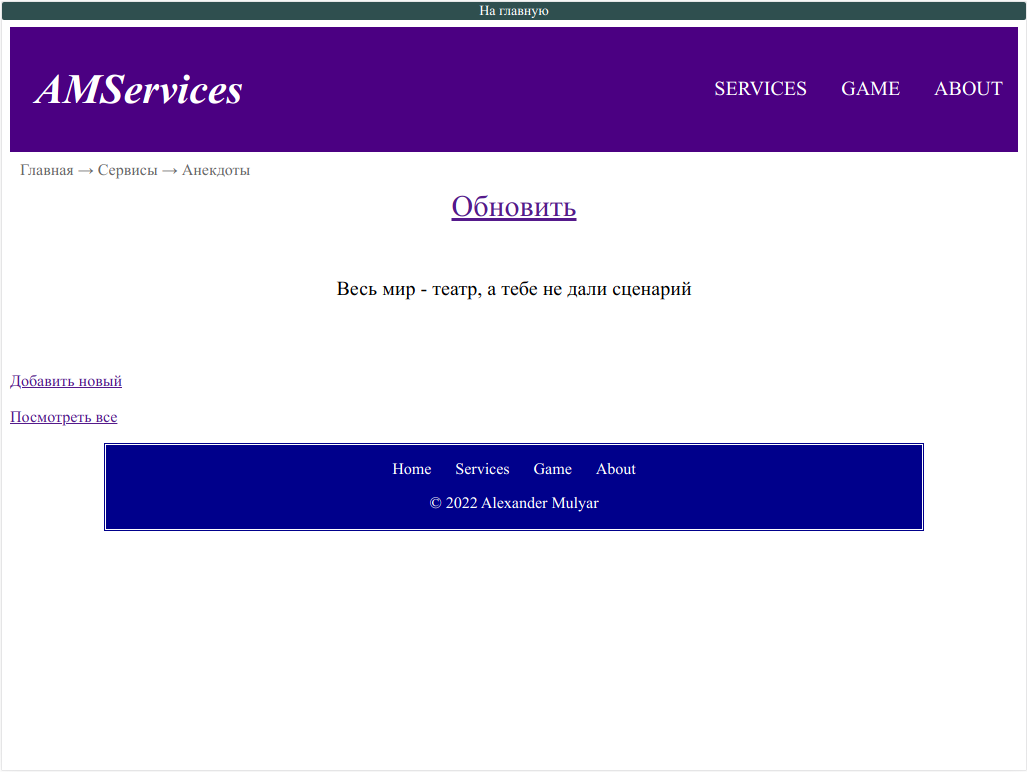 На главную
AMServices SERVICES GAME ABOUT
Главная → Сервисы → Анекдоты
Обновить
Весь мир - театр, а тебе не дали сценарий
Добавить новый
Посмотреть все
Home Services Game About
© 2022 Alexander Mulyar